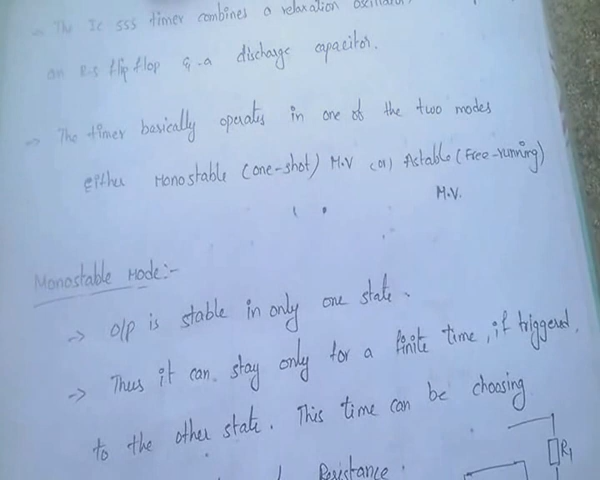 → The Ic 555 timer combines a relaxation oscillator,
an R-S flip flop & a discharge capacitor.
→ The timer basically operates in one of the two modes
either Monostable (one-shot) M.V (or) Astable (Free-running)
M.V.
Monostable Mode:-
→ O/p is stable in only one state.
→ Thus it can stay only for a finite time, if triggered
to the other state. This time can be choosing
Resistance.
R1